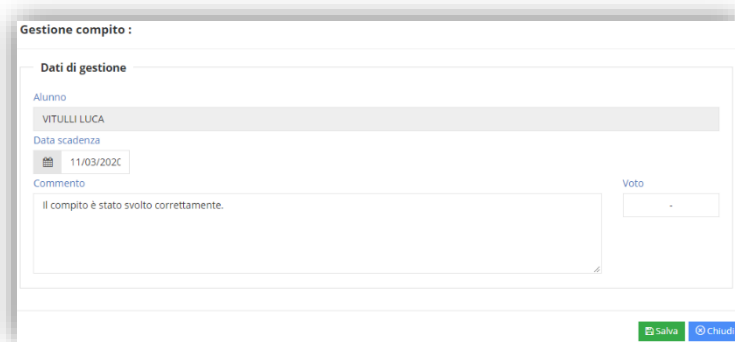 Gestione compito :
Dati di gestione
Alunno
VITULLI LUCA
Data scadenza
11/03/202
Commento
Voto
Il compito è stato svolto correttamente.
-
Salva
Chiudi